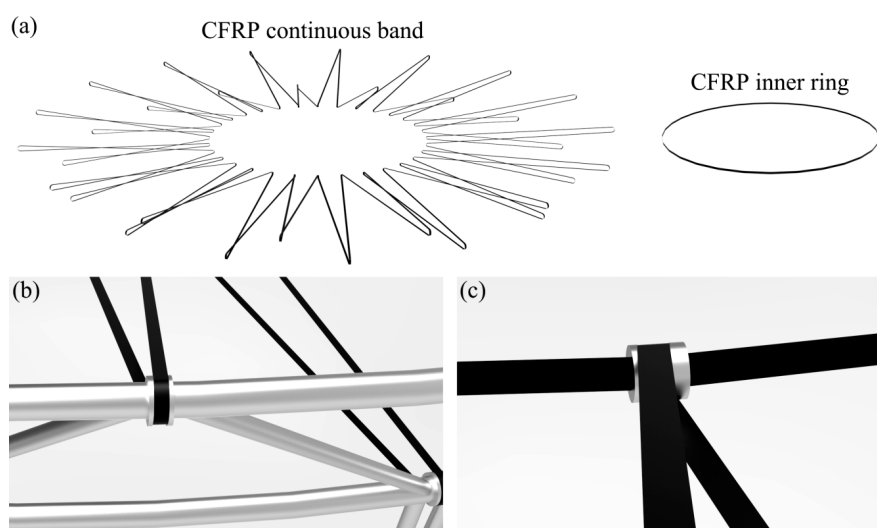 (a)
CFRP continuous band
CFRP inner ring
(b)
(c)